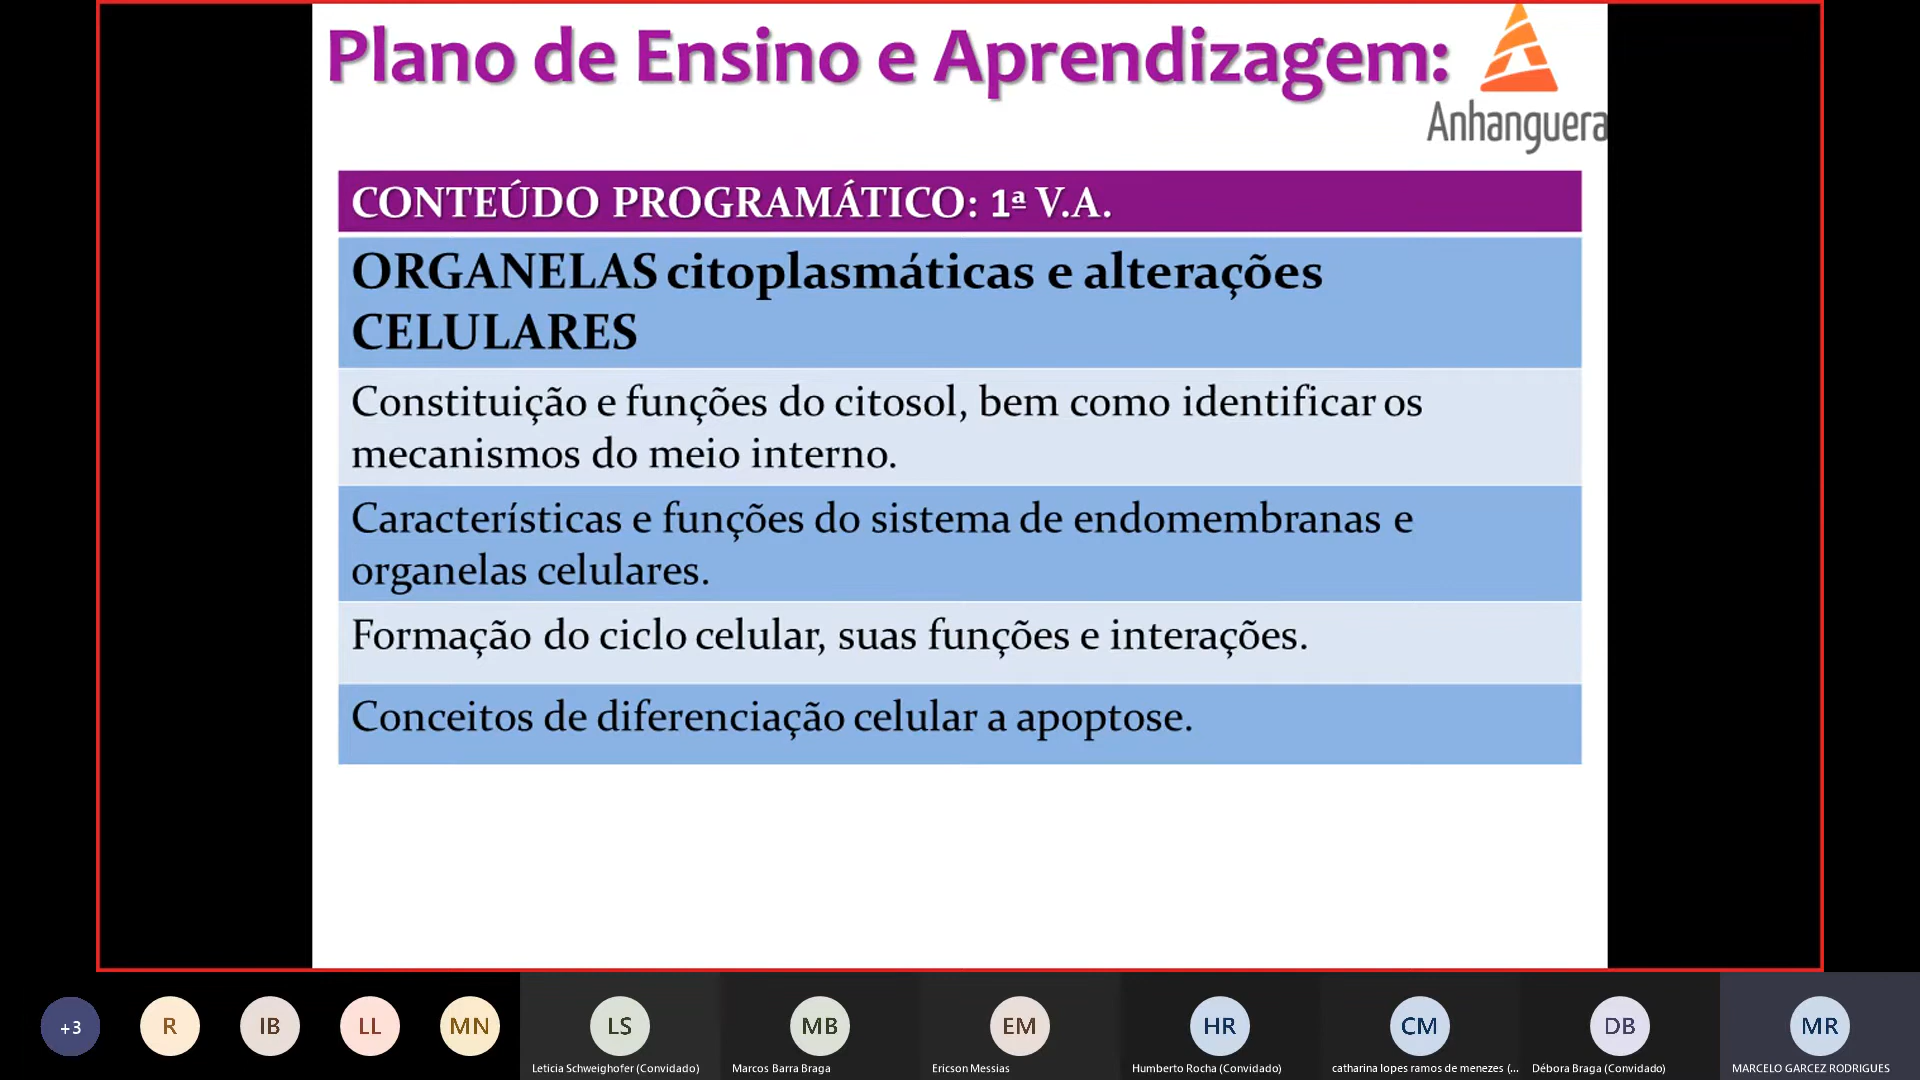 Plano de Ensino e Aprendizagem:
Anhanguera
CONTEÚDO PROGRAMÁTICO: 1ª V.A.
ORGANELAS citoplasmáticas e alterações
CELULARES
Constituição e funções do citosol, bem como identificar os
mecanismos do meio interno.
Características e funções do sistema de endomembranas e
organelas celulares.
Formação do ciclo celular, suas funções e interações.
Conceitos de diferenciação celular a apoptose.
+3
R
IB
LL
MN
LS
MB
EM
HR
CM
DB
MR
Leticia Schweighofer (Convidado)
Marcos Barra Braga
Ericson Messias
Humberto Rocha (Convidado)
catharina lopes ramos de menezes (...
Débora Braga (Convidado)
MARCELO GARCEZ RODRIGUES